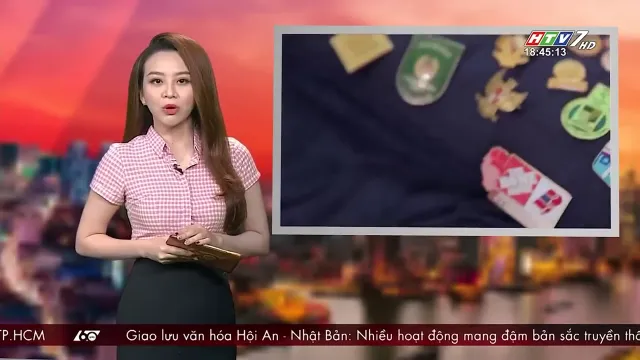 HTV7 HD
18:45:13
TP.HCM 60 Giao lưu văn hóa Hội An - Nhật Bản: Nhiều hoạt động mang đậm bản sắc truyền